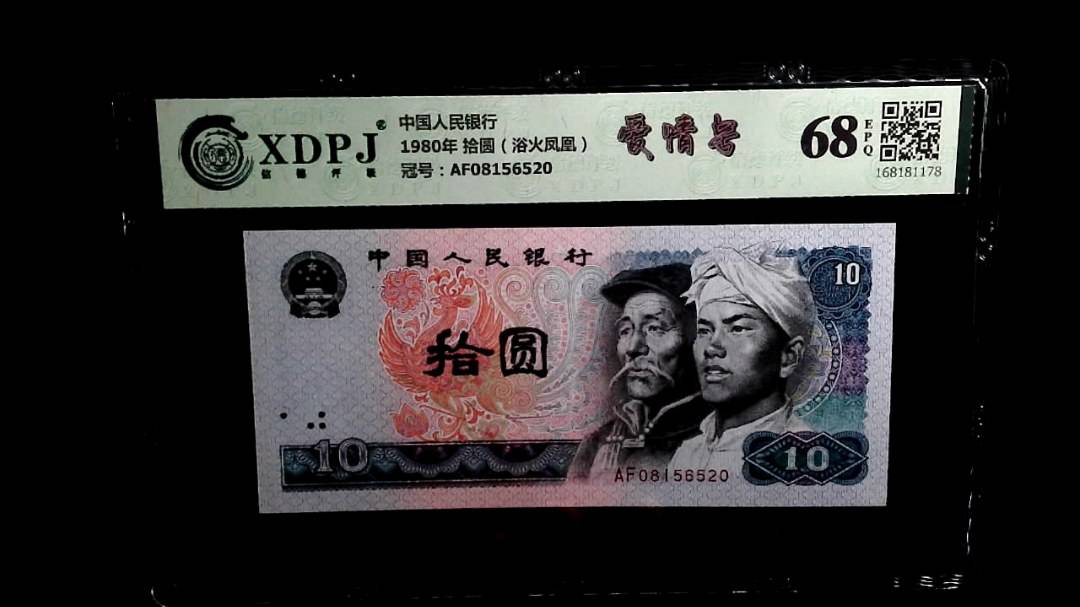 XDPJ®
信德评级
中国人民银行
1980年 拾圆（浴火凤凰）
冠号：AF08156520
爱情号
68
EPQ
168181178
中国人民银行
10
拾圆
10
AF08156520
10